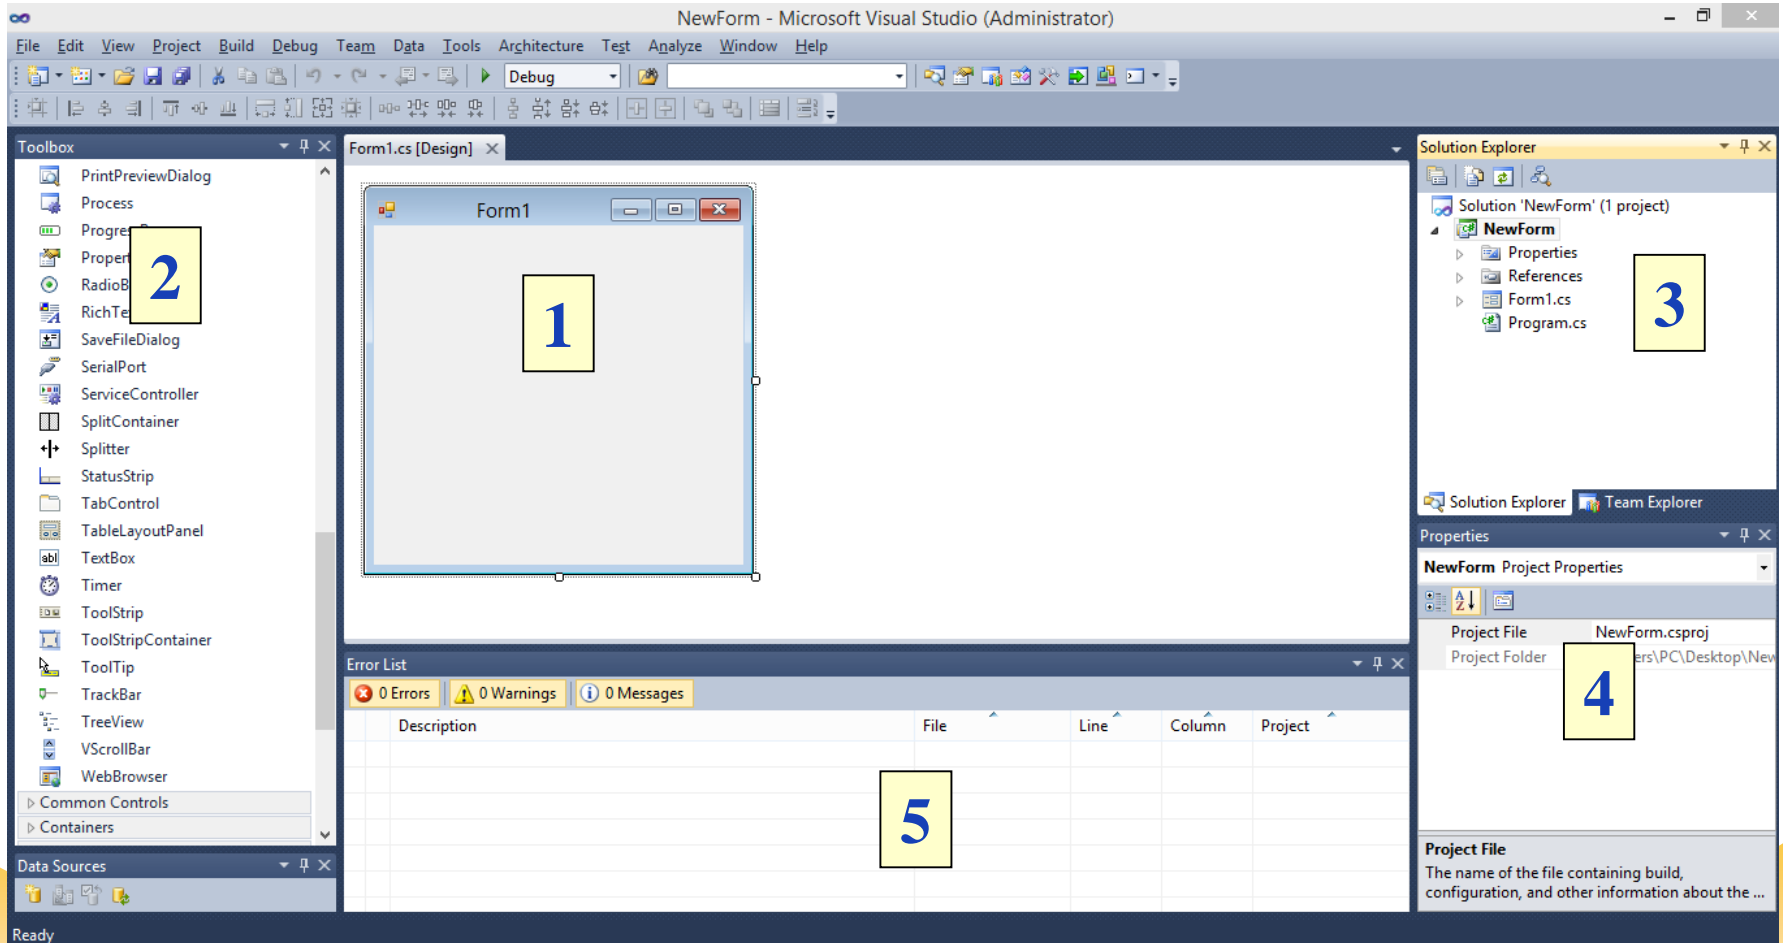 NewForm - Microsoft Visual Studio (Administrator)
File Edit View Project Build Debug Team Data Tools Architecture Test Analyze Window Help
Debug
Toolbox
PrintPreviewDialog
Process
Progres
Propert
RadioB
RichTe
SaveFileDialog
SerialPort
ServiceController
SplitContainer
Splitter
StatusStrip
TabControl
TableLayoutPanel
abl TextBox
Timer
ToolStrip
ToolStripContainer
ToolTip
TrackBar
TreeView
VScrollBar
WebBrowser
Common Controls
Containers
2
Data Sources
Ready
Form1.cs [Design]
Form1
1
Error List
0 Errors 0 Warnings 0 Messages
Description File Line Column Project
5
Solution Explorer
Solution 'NewForm' (1 project)
NewForm
Properties
References
Form1.cs
Program.cs
3
Solution Explorer Team Explorer
Properties
NewForm Project Properties
Project File NewForm.csproj
Project Folder ers\PC\Desktop\New
4
Project File
The name of the file containing build,
configuration, and other information about the ...